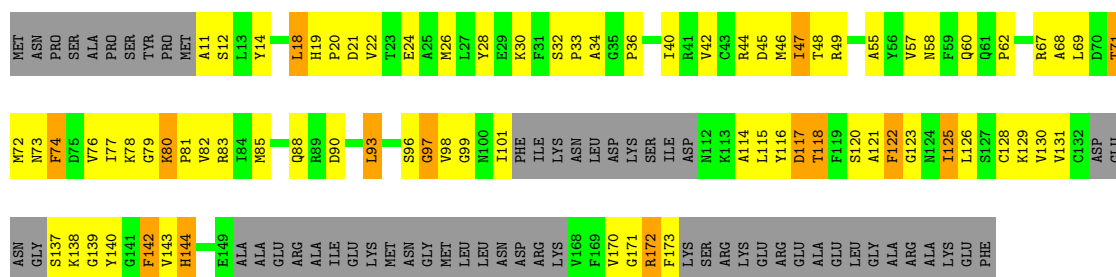 MET ASN PRO SER ALA PRO SER TYR PRO MET A11 S12 L13 Y14 L18 H19 P20 D21 V22 T23 E24 A25 M26 L27 Y28 E29 K30 F31 S32 P33 A34 G35 P36 I40 R41 V42 C43 R44 D45 M46 I47 T48 R49 A55 Y56 V57 N58 F59 Q60 Q61 P62 R67 A68 L69 D70 T71
M72 N73 F74 D75 V76 I77 K78 G79 K80 P81 V82 R83 I84 M85 Q88 R89 D90 L93 S96 G97 V98 G99 N100 I101 PHE ILE LYS ASN LEU ASP LYS SER ILE ASP N112 K113 A114 L115 Y116 D117 T118 F119 S120 A121 F122 G123 N124 I125 L126 S127 C128 K129 V130 V131 C132 ASP GLU
ASN GLY S137 K138 G139 Y140 G141 F142 V143 H144 E149 ALA ALA GLU ARG ALA ILE GLU LYS MET ASN GLY MET LEU LEU ASN ASP ARG LYS V168 F169 V170 G171 R172 F173 LYS SER ARG LYS GLU ARG GLU ALA GLU LEU GLY ALA ARG ALA LYS GLU PHE